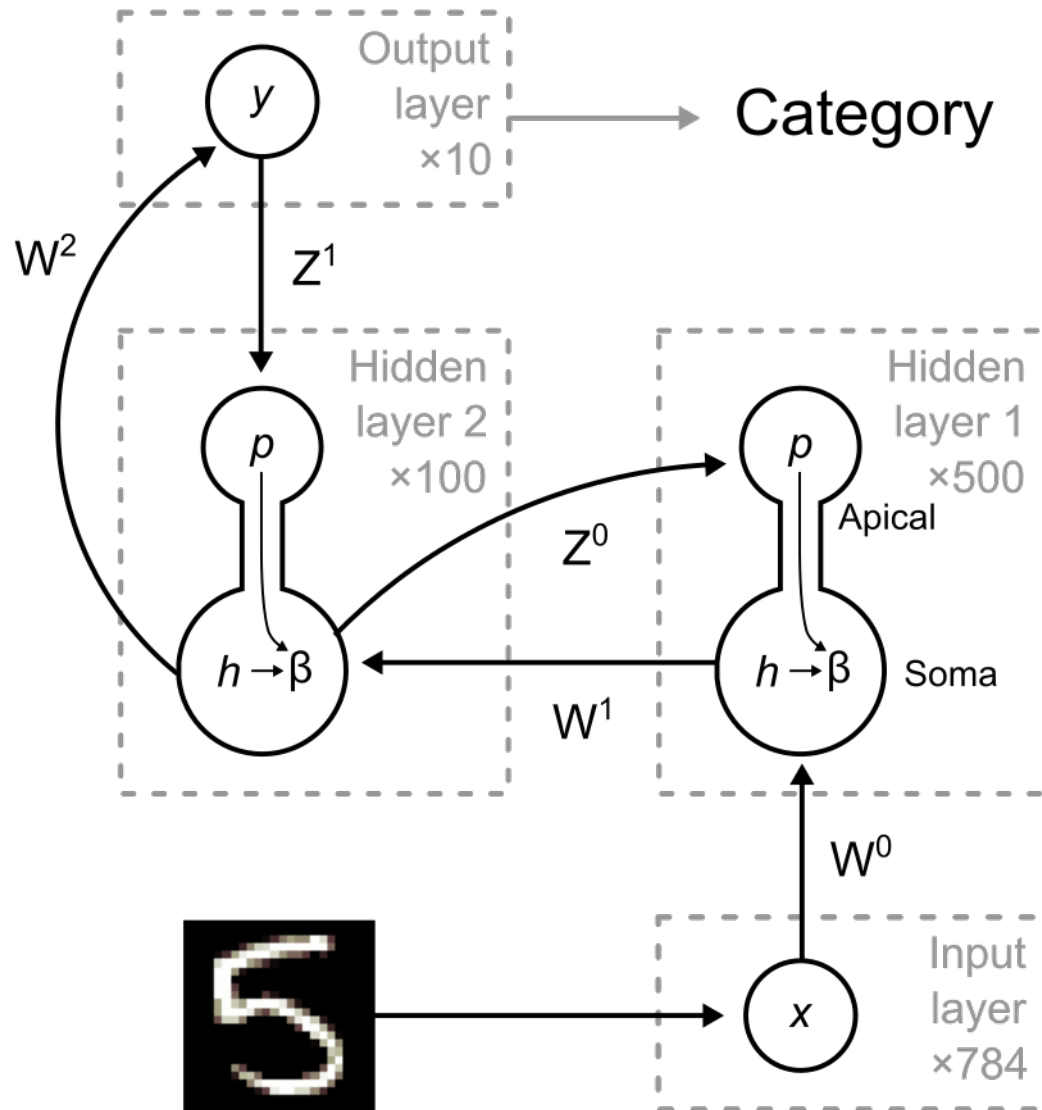 Output
layer
×10
y
Category
W²
Z¹
Hidden
layer 2
×100
p
h → β
Hidden
layer 1
×500
p
Apical
h → β
Soma
Z⁰
W¹
W⁰
5
Input
layer
×784
x